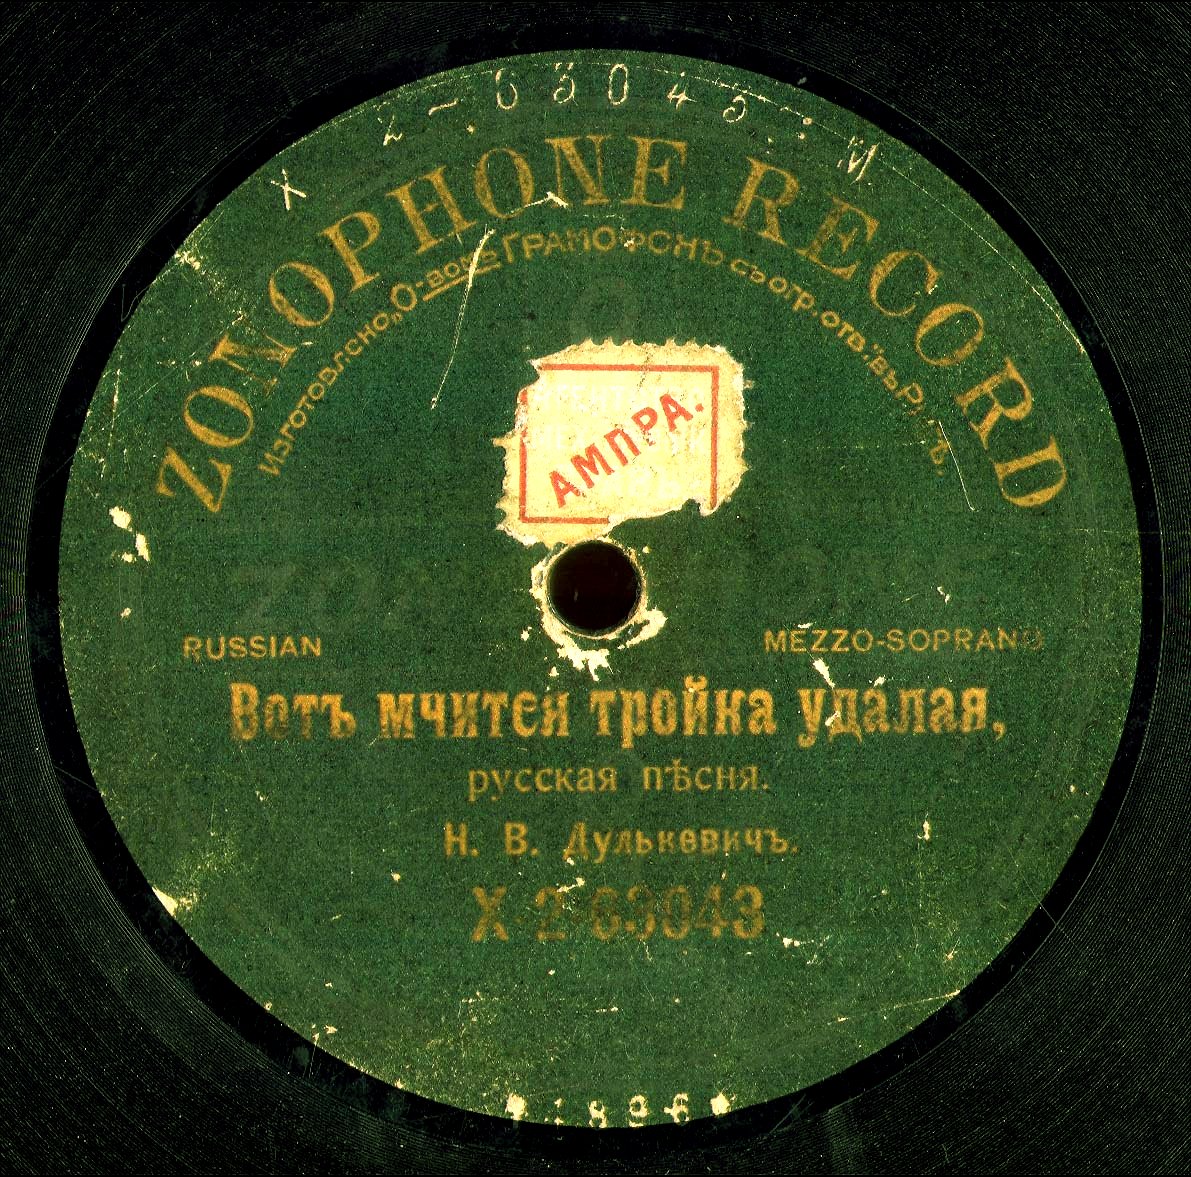 X 2-63043. M
ZONOPHONE RECORD
Изготовлено „О-вомъ ГРАМОФОНЪ съ огр. отв.“
АМПРА.
RUSSIAN
MEZZO-SOPRANO
Вотъ мчится тройка удалая,
русская пѣсня.
Н. В. Дулькевичъ.
X-2-63043